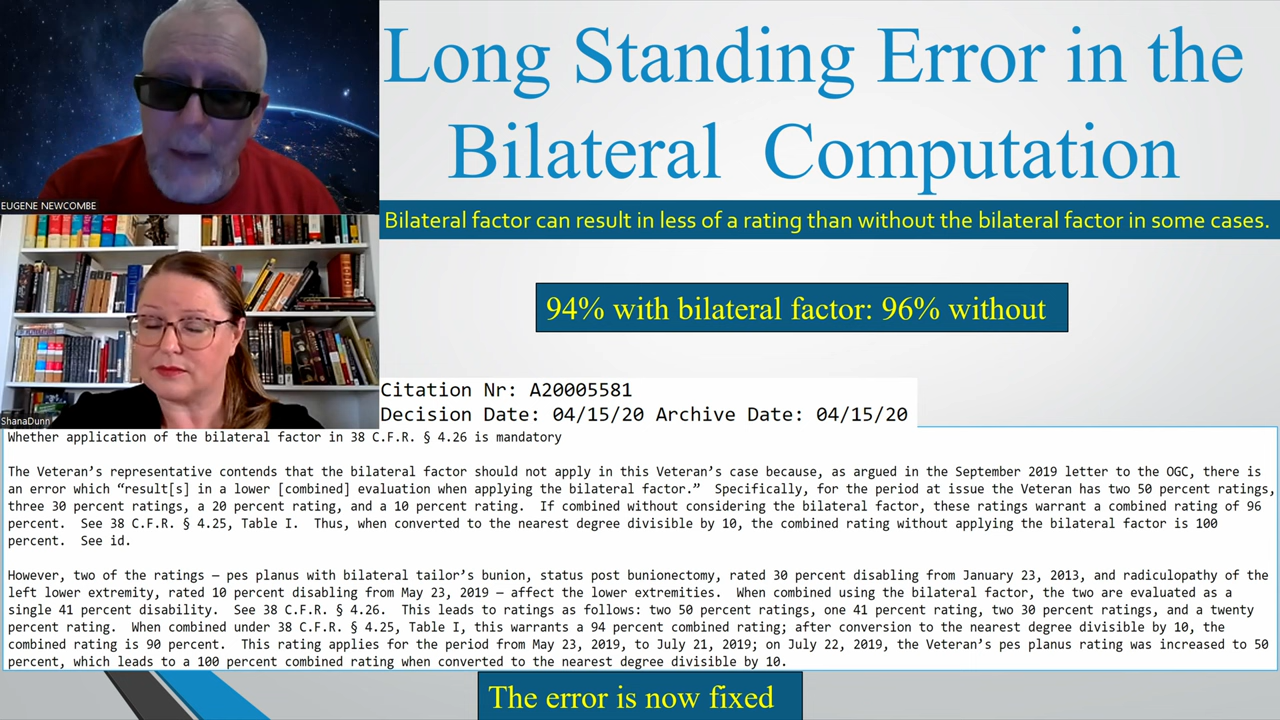 Long Standing Error in the
Bilateral Computation
EUGENE NEWCOMBE
Bilateral factor can result in less of a rating than without the bilateral factor in some cases.
94% with bilateral factor: 96% without
Citation Nr: A20005581
Decision Date: 04/15/20 Archive Date: 04/15/20
ShanaDunn
Whether application of the bilateral factor in 38 C.F.R. § 4.26 is mandatory
The Veteran's representative contends that the bilateral factor should not apply in this Veteran's case because, as argued in the September 2019 letter to the OGC, there is
an error which “result[s] in a lower [combined] evaluation when applying the bilateral factor.” Specifically, for the period at issue the Veteran has two 50 percent ratings,
three 30 percent ratings, a 20 percent rating, and a 10 percent rating. If combined without considering the bilateral factor, these ratings warrant a combined rating of 96
percent. See 38 C.F.R. § 4.25, Table I. Thus, when converted to the nearest degree divisible by 10, the combined rating without applying the bilateral factor is 100
percent. See id.
However, two of the ratings — pes planus with bilateral tailor's bunion, status post bunionectomy, rated 30 percent disabling from January 23, 2013, and radiculopathy of the
left lower extremity, rated 10 percent disabling from May 23, 2019 — affect the lower extremities. When combined using the bilateral factor, the two are evaluated as a
single 41 percent disability. See 38 C.F.R. § 4.26. This leads to ratings as follows: two 50 percent ratings, one 41 percent rating, two 30 percent ratings, and a twenty
percent rating. When combined under 38 C.F.R. § 4.25, Table I, this warrants a 94 percent combined rating; after conversion to the nearest degree divisible by 10, the
combined rating is 90 percent. This rating applies for the period from May 23, 2019, to July 21, 2019; on July 22, 2019, the Veteran's pes planus rating was increased to 50
percent, which leads to a 100 percent combined rating when converted to the nearest degree divisible by 10.
The error is now fixed